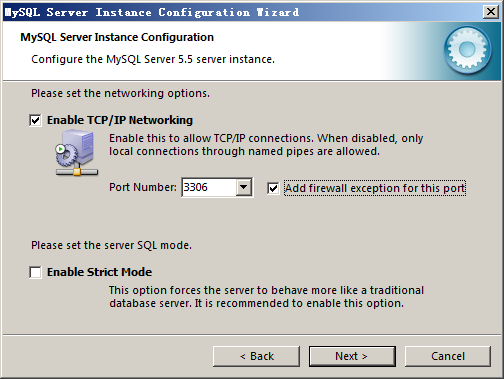 MySQL Server Instance Configuration Wizard
MySQL Server Instance Configuration
Configure the MySQL Server 5.5 server instance.
Please set the networking options.
Enable TCP/IP Networking
Enable this to allow TCP/IP connections. When disabled, only
local connections through named pipes are allowed.
Port Number: 3306 Add firewall exception for this port
Please set the server SQL mode.
Enable Strict Mode
This option forces the server to behave more like a traditional
database server. It is recommended to enable this option.
< Back Next > Cancel